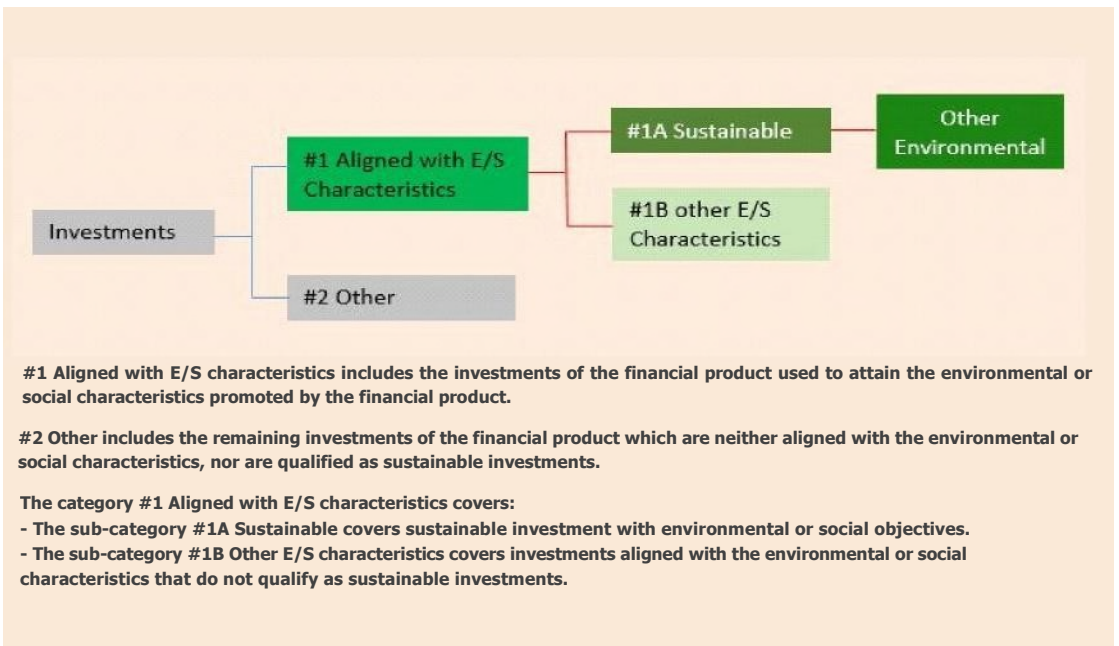 Investments
#1 Aligned with E/S
Characteristics
#2 Other
#1A Sustainable
#1B other E/S
Characteristics
Other
Environmental
#1 Aligned with E/S characteristics includes the investments of the financial product used to attain the environmental or
social characteristics promoted by the financial product.
#2 Other includes the remaining investments of the financial product which are neither aligned with the environmental or
social characteristics, nor are qualified as sustainable investments.
The category #1 Aligned with E/S characteristics covers:
- The sub-category #1A Sustainable covers sustainable investment with environmental or social objectives.
- The sub-category #1B Other E/S characteristics covers investments aligned with the environmental or social
characteristics that do not qualify as sustainable investments.